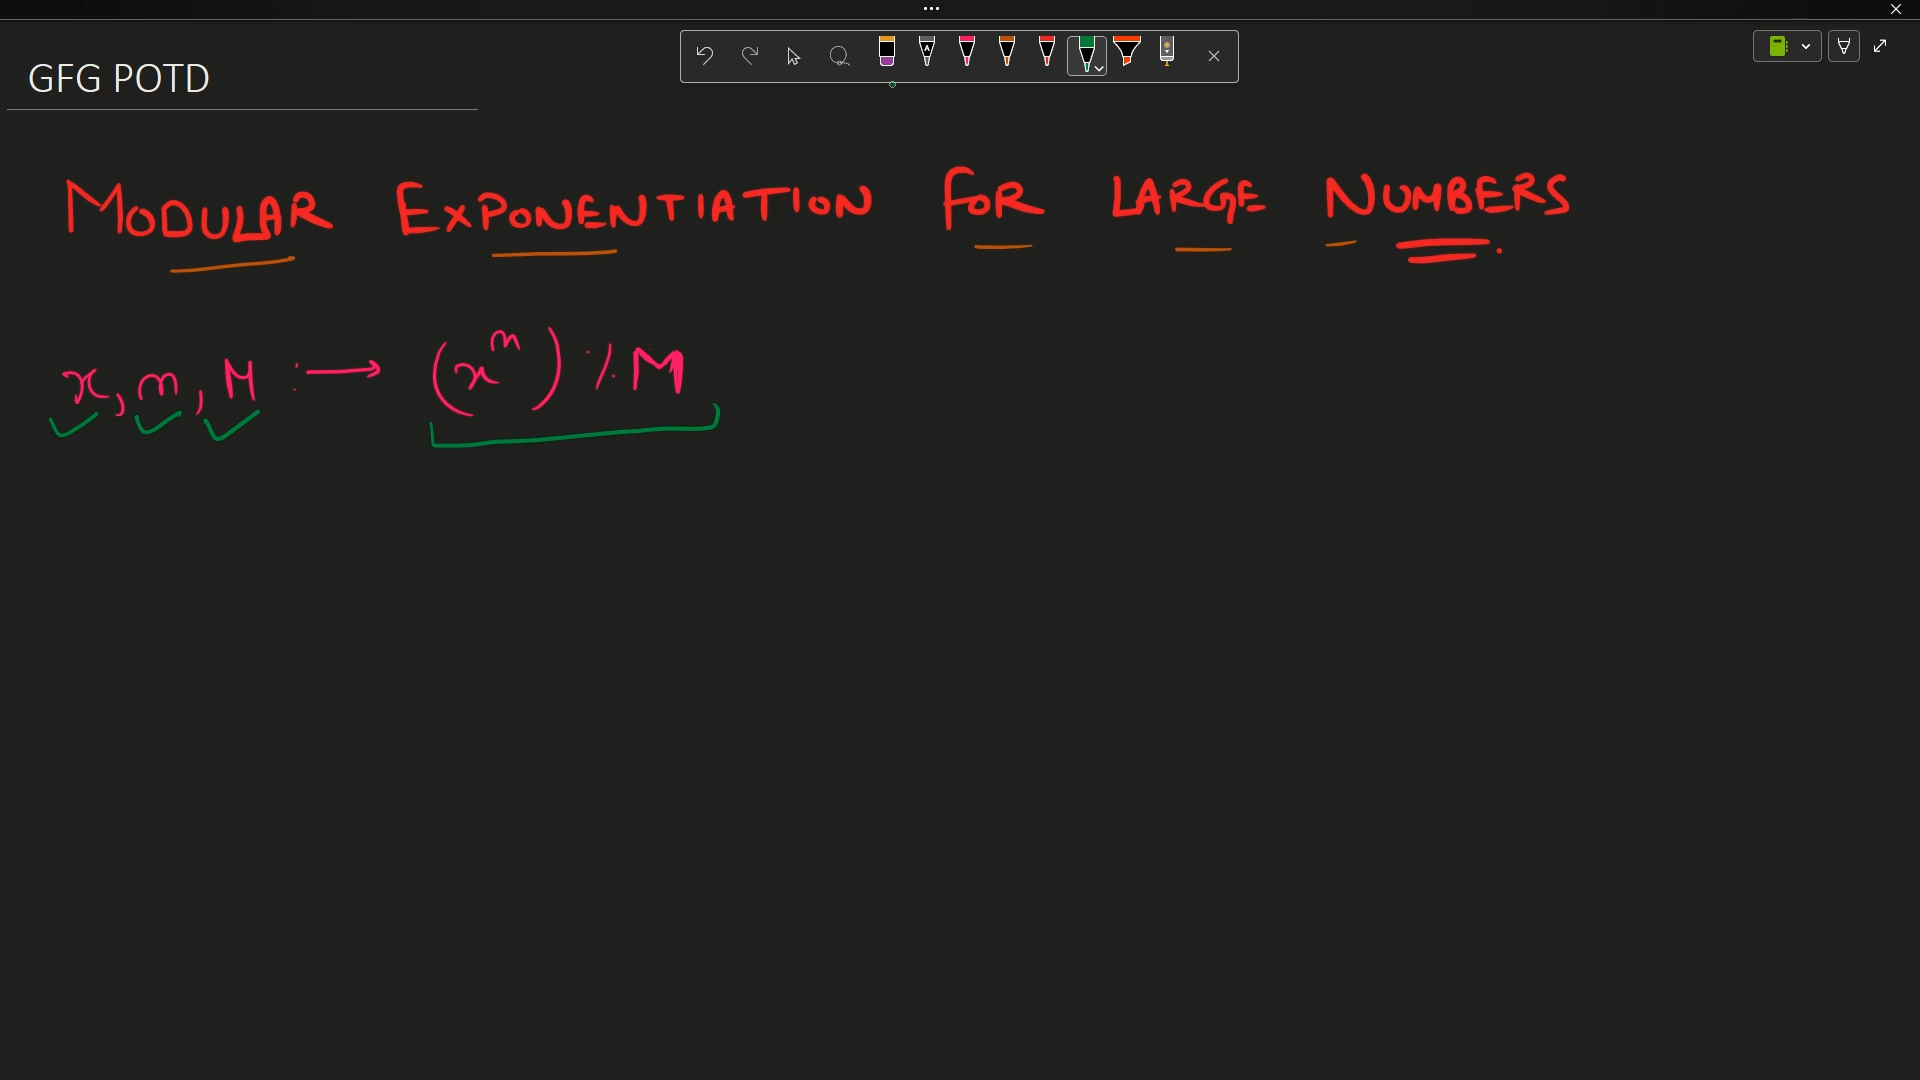 GFG POTD
MODULAR EXPONENTIATION FOR LARGE NUMBERS.
x, n, M : → (x^n) % M